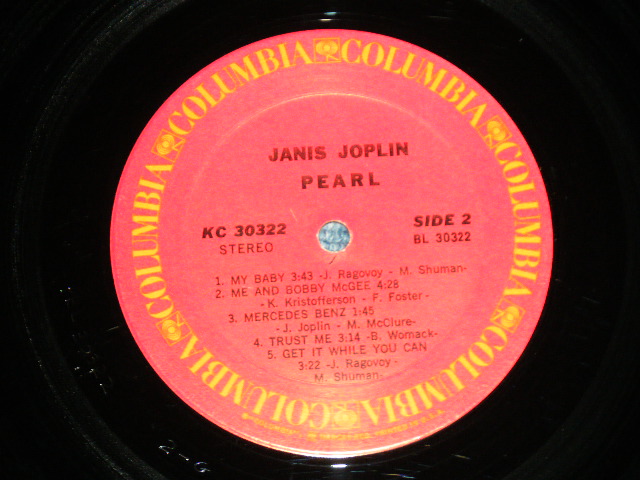 COLUMBIA COLUMBIA COLUMBIA COLUMBIA COLUMBIA COLUMBIA
JANIS JOPLIN
PEARL
KC 30322 SIDE 2
STEREO BL 30322
1. MY BABY 3:43 -J. Ragovoy - M. Shuman-
2. ME AND BOBBY McGEE 4:28
-K. Kristofferson - F. Foster-
3. MERCEDES BENZ 1:45
-J. Joplin - M. McClure-
4. TRUST ME 3:14 -B. Womack-
5. GET IT WHILE YOU CAN
3:22 -J. Ragovoy -
M. Shuman-